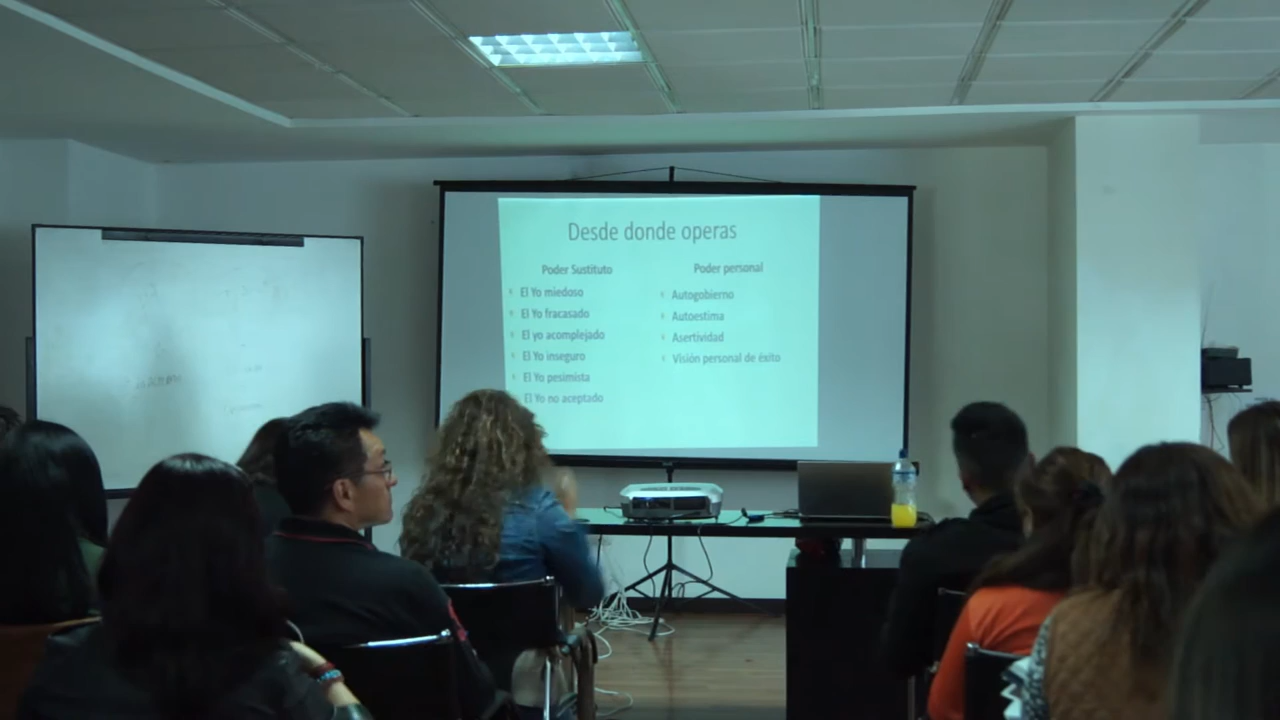 Desde donde operas
Poder Sustituto
El Yo miedoso
El Yo fracasado
El yo acomplejado
El Yo inseguro
El Yo pesimista
El Yo no aceptado
Poder personal
Autogobierno
Autoestima
Asertividad
Visión personal de éxito